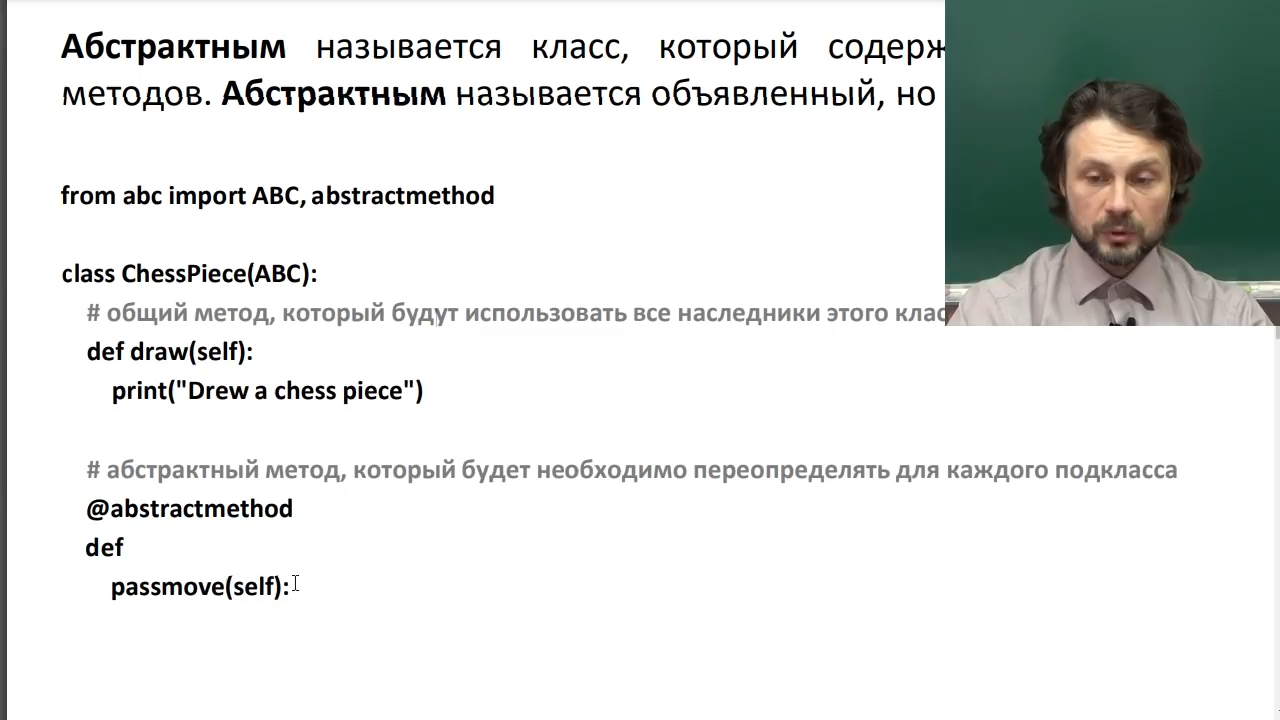 Абстрактным называется класс, который
методов. Абстрактным называется объявленный, но
from abc import ABC, abstractmethod
class ChessPiece(ABC):
# общий метод, который будут использовать все наследники этого
def draw(self):
print("Drew a chess piece")
# абстрактный метод, который будет необходимо переопределять для каждого подкласса
@abstractmethod
def
passmove(self):